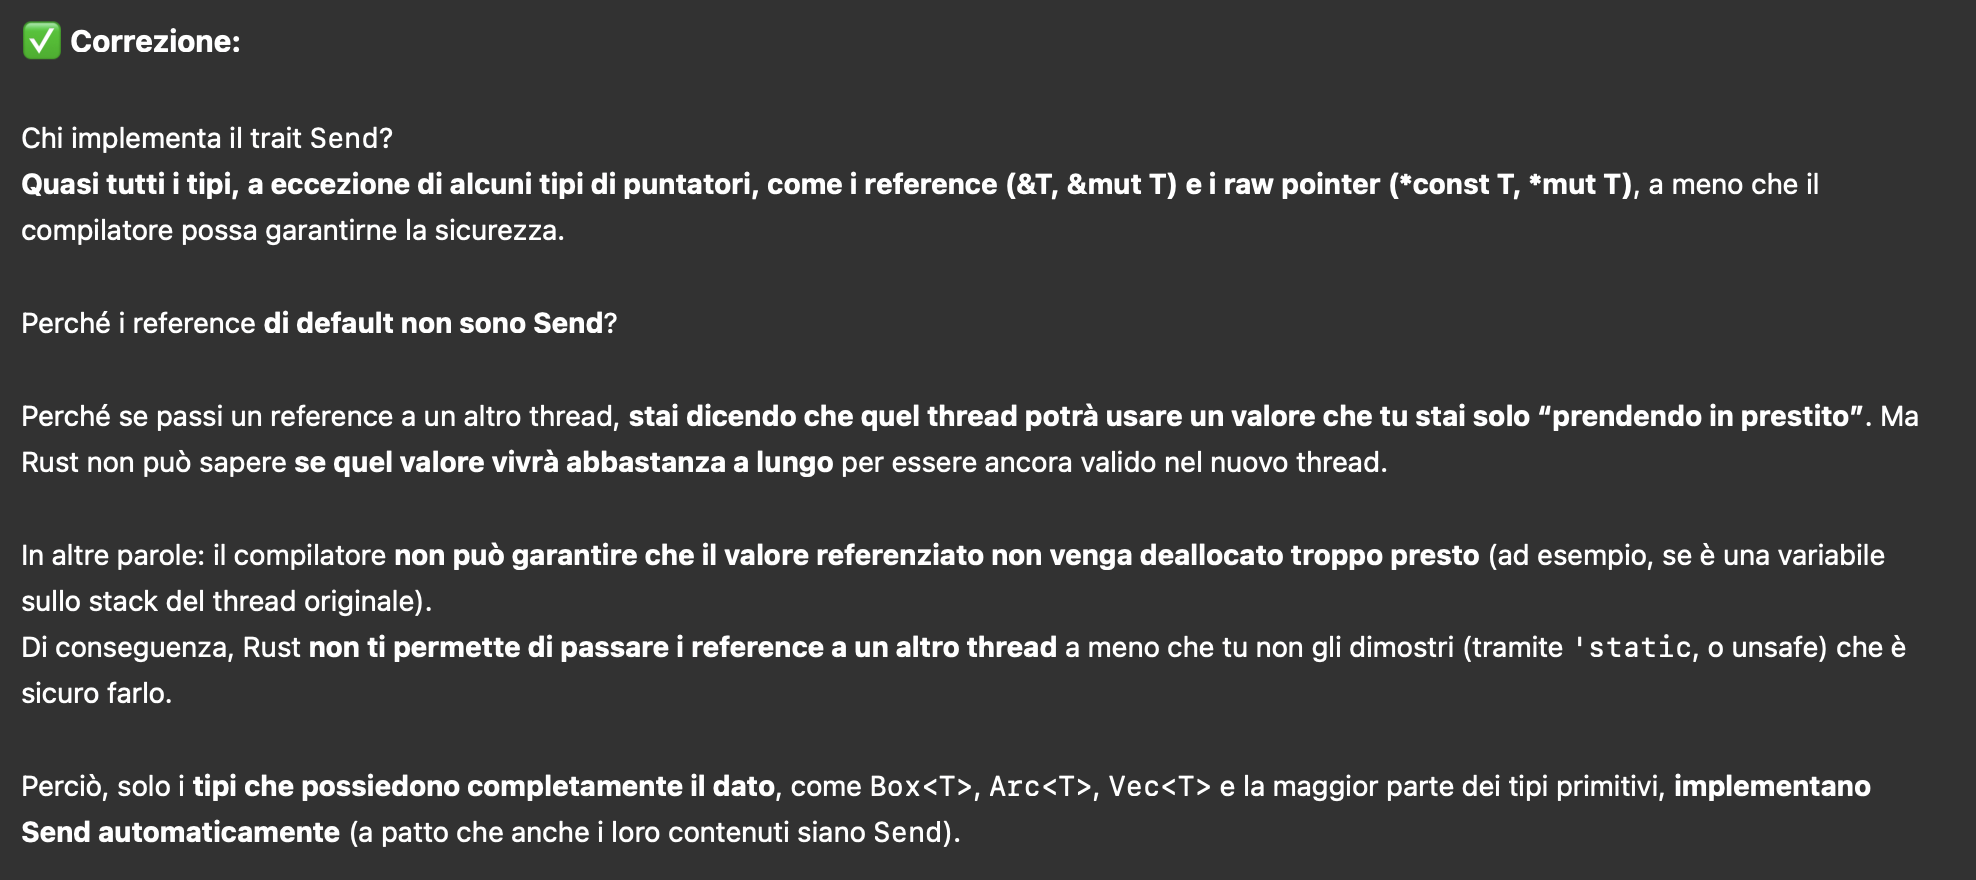 ✅ Correzione:
Chi implementa il trait Send?
Quasi tutti i tipi, a eccezione di alcuni tipi di puntatori, come i reference (&T, &mut T) e i raw pointer (*const T, *mut T), a meno che il
compilatore possa garantirne la sicurezza.
Perché i reference di default non sono Send?
Perché se passi un reference a un altro thread, stai dicendo che quel thread potrà usare un valore che tu stai solo “prendendo in prestito”. Ma
Rust non può sapere se quel valore vivrà abbastanza a lungo per essere ancora valido nel nuovo thread.
In altre parole: il compilatore non può garantire che il valore referenziato non venga deallocato troppo presto (ad esempio, se è una variabile
sullo stack del thread originale).
Di conseguenza, Rust non ti permette di passare i reference a un altro thread a meno che tu non gli dimostri (tramite 'static, o unsafe) che è
sicuro farlo.
Perciò, solo i tipi che possiedono completamente il dato, come Box<T>, Arc<T>, Vec<T> e la maggior parte dei tipi primitivi, implementano
Send automaticamente (a patto che anche i loro contenuti siano Send).